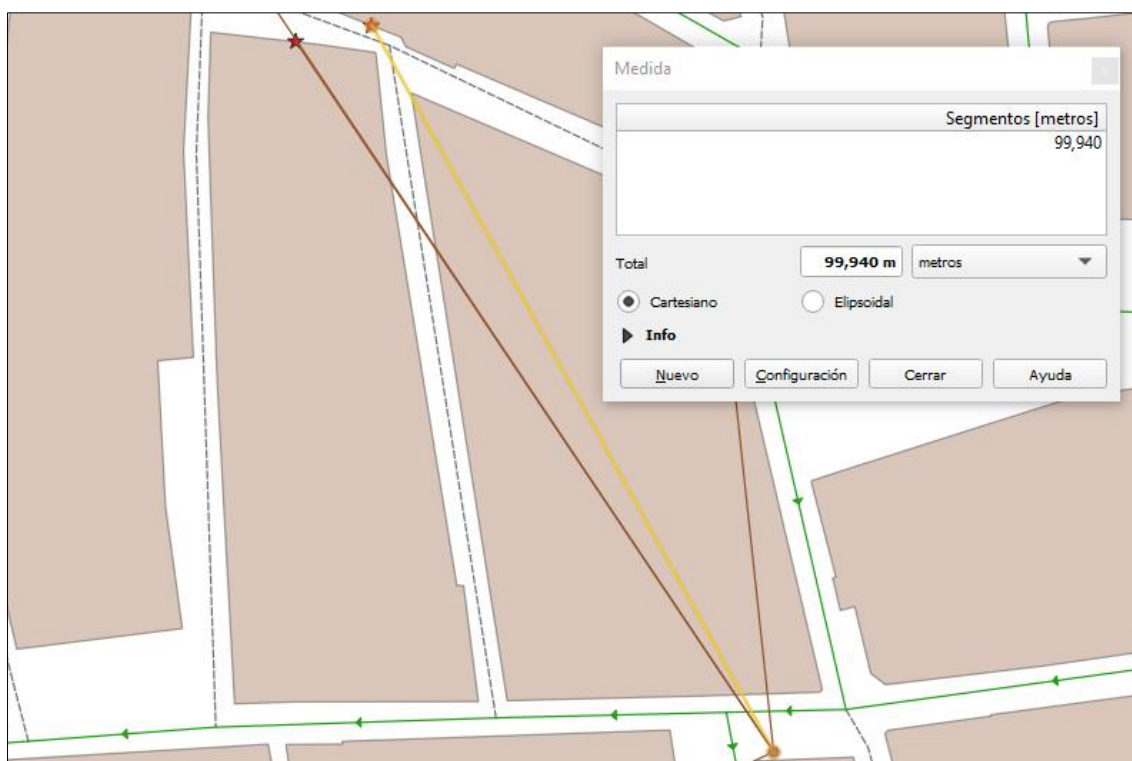 Medida
Segmentos [metros]
99,940
Total
99,940 m
metros
Cartesiano
Elipsoidal
Info
Nuevo
Configuración
Cerrar
Ayuda